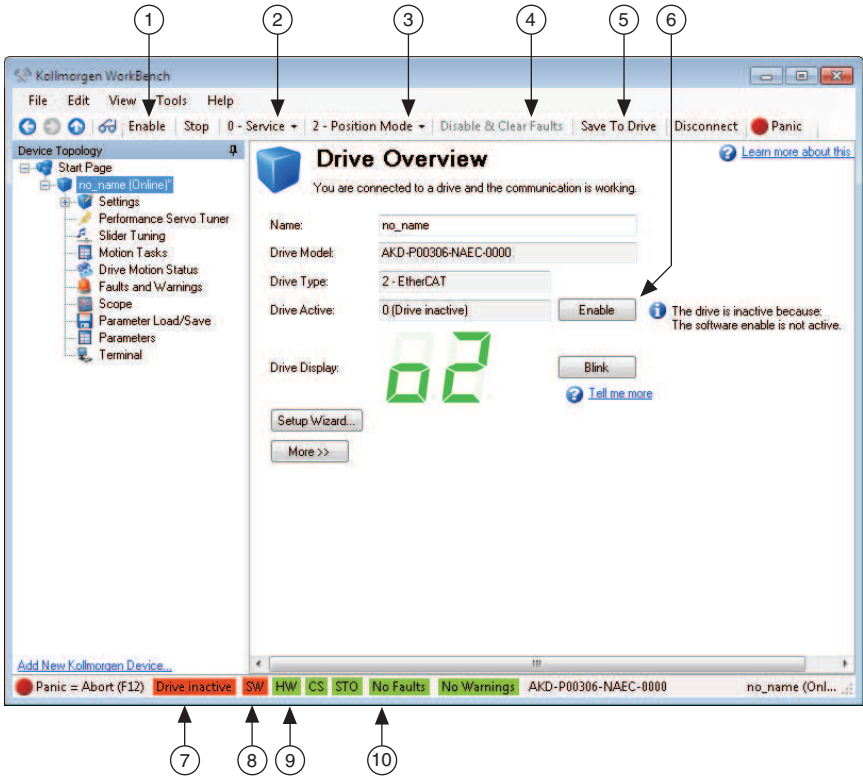 1 2 3 4 5 6
Kollmorgen WorkBench
File Edit View Tools Help
Enable Stop 0 - Service 2 - Position Mode Disable & Clear Faults Save To Drive Disconnect Panic
Device Topology
Start Page
no_name (Online)*
Settings
Performance Servo Tuner
Slider Tuning
Motion Tasks
Drive Motion Status
Faults and Warnings
Scope
Parameter Load/Save
Parameters
Terminal
Add New Kollmorgen Device...
Drive Overview
Learn more about this
You are connected to a drive and the communication is working.
Name: no_name
Drive Model: AKD-P00306-NAEC-0000
Drive Type: 2 - EtherCAT
Drive Active: 0 (Drive inactive) Enable
The drive is inactive because:
The software enable is not active.
Drive Display: o2 Blink
Tell me more
Setup Wizard...
More >>
Panic = Abort (F12) Drive inactive SW HW CS STO No Faults No Warnings AKD-P00306-NAEC-0000 no_name (Onl...
7 8 9 10